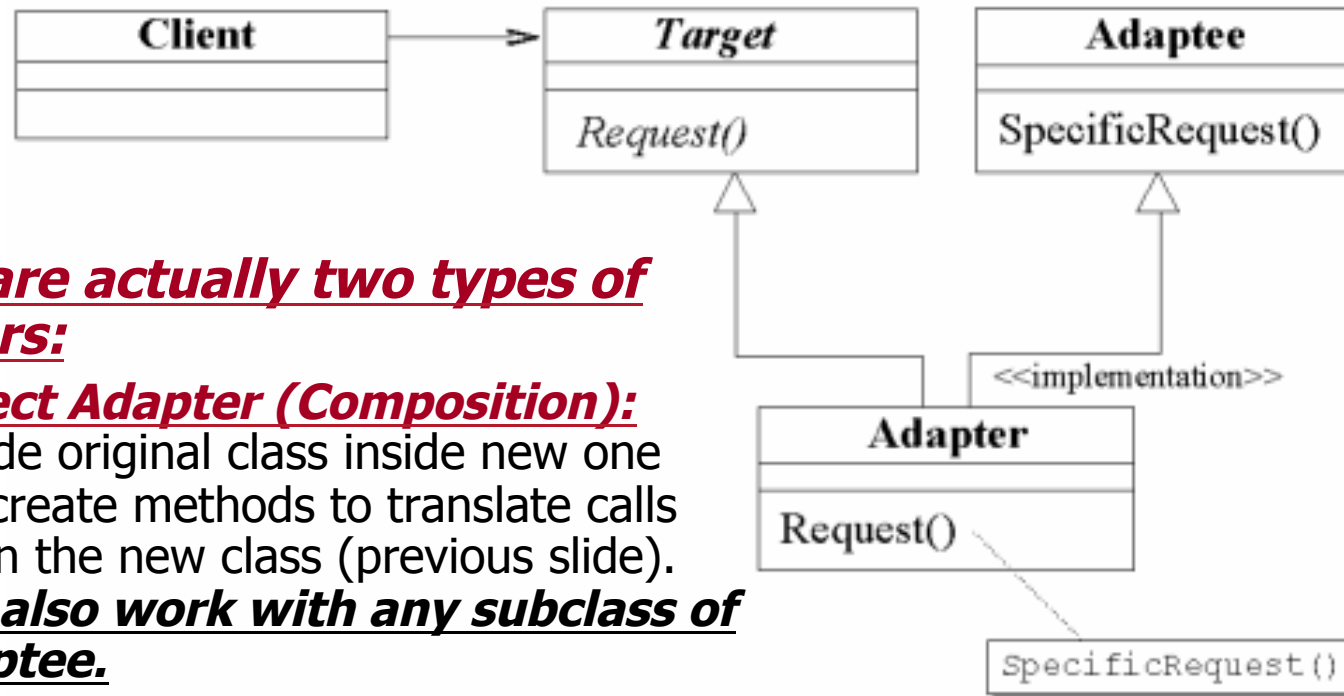 Client
Target
Request()
Adaptee
SpecificRequest()
are actually two types of
rs:
ect Adapter (Composition):
de original class inside new one
create methods to translate calls
n the new class (previous slide).
also work with any subclass of
ptee.
<<implementation>>
Adapter
Request()
SpecificRequest()